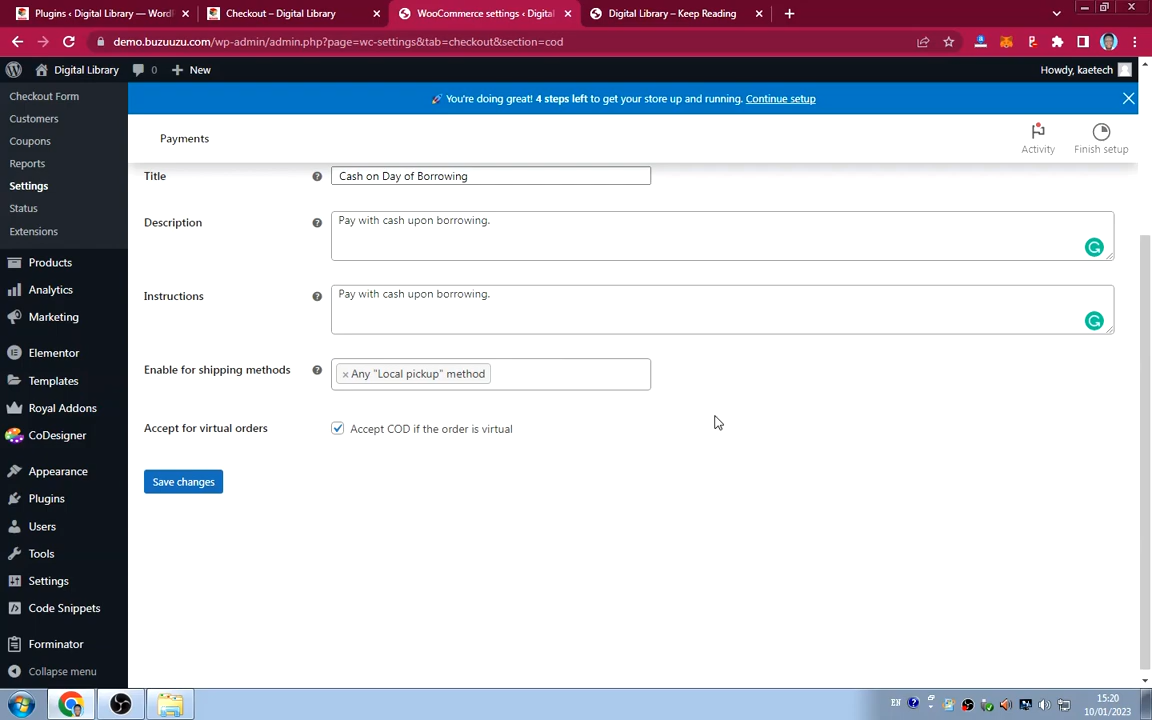 Plugins ‹ Digital Library — WordP
Checkout – Digital Library
WooCommerce settings ‹ Digital
Digital Library – Keep Reading
demo.buzuuzu.com/wp-admin/admin.php?page=wc-settings&tab=checkout&section=cod
Digital Library
0
New
Howdy, kaetech
Checkout Form
Customers
Coupons
Reports
Settings
Status
Extensions
Products
Analytics
Marketing
Elementor
Templates
Royal Addons
CoDesigner
Appearance
Plugins
Users
Tools
Settings
Code Snippets
Forminator
Collapse menu
🚀 You're doing great! 4 steps left to get your store up and running. Continue setup
Payments
Activity
Finish setup
Title
Cash on Day of Borrowing
Description
Pay with cash upon borrowing.
Instructions
Pay with cash upon borrowing.
Enable for shipping methods
× Any "Local pickup" method
Accept for virtual orders
Accept COD if the order is virtual
Save changes
EN
15:20
10/01/2023